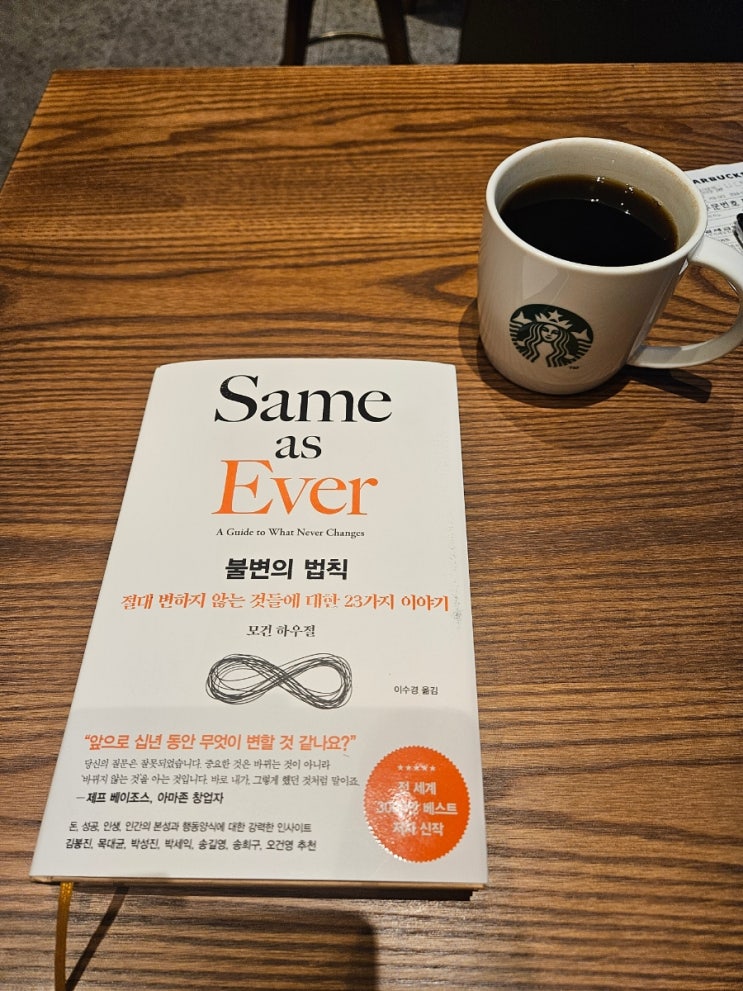 Same
as
Ever
A Guide to What Never Changes
불변의 법칙
절대 변하지 않는 것들에 대한 23가지 이야기
모건 하우절
이수경 옮김
“앞으로 십년 동안 무엇이 변할 것 같나요?”
당신의 질문은 잘못되었습니다. 중요한 것은 바뀌는 것이 아니라
'바뀌지 않는 것'을 아는 것입니다. 바로 내가, 그렇게 했던 것처럼 말이죠.
― 제프 베이조스, 아마존 창업자
돈, 성공, 인생, 인간의 본성과 행동양식에 대한 강력한 인사이트
김봉진, 목대균, 박성진, 박세익, 송길영, 송희구, 오건영 추천
전 세계
베스트
저자 신작
TM